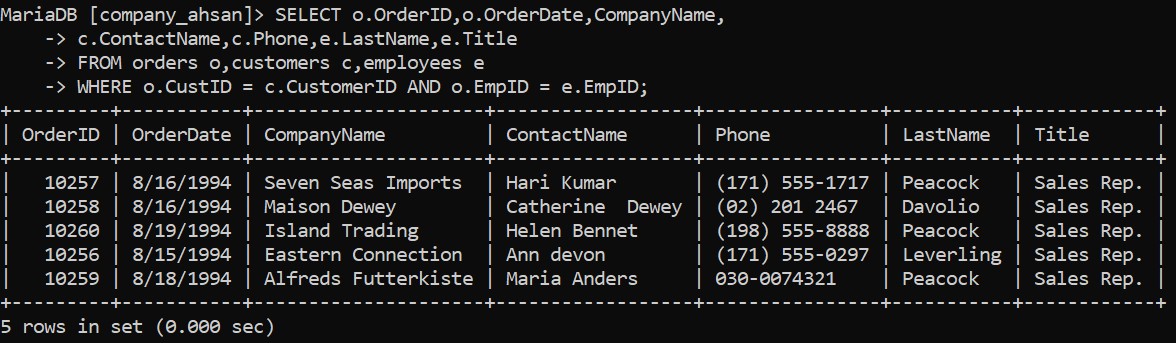 MariaDB [company_ahsan]> SELECT o.OrderID,o.OrderDate,CompanyName,
    -> c.ContactName,c.Phone,e.LastName,e.Title
    -> FROM orders o,customers c,employees e
    -> WHERE o.CustID = c.CustomerID AND o.EmpID = e.EmpID;
+---------+-----------+---------------------+------------------+----------------+-----------+------------+
| OrderID | OrderDate | CompanyName         | ContactName      | Phone          | LastName  | Title      |
+---------+-----------+---------------------+------------------+----------------+-----------+------------+
|   10257 | 8/16/1994 | Seven Seas Imports  | Hari Kumar       | (171) 555-1717 | Peacock   | Sales Rep. |
|   10258 | 8/16/1994 | Maison Dewey        | Catherine  Dewey | (02) 201 2467  | Davolio   | Sales Rep. |
|   10260 | 8/19/1994 | Island Trading      | Helen Bennet     | (198) 555-8888 | Peacock   | Sales Rep. |
|   10256 | 8/15/1994 | Eastern Connection  | Ann devon        | (171) 555-0297 | Leverling | Sales Rep. |
|   10259 | 8/18/1994 | Alfreds Futterkiste | Maria Anders     | 030-0074321    | Peacock   | Sales Rep. |
+---------+-----------+---------------------+------------------+----------------+-----------+------------+
5 rows in set (0.000 sec)